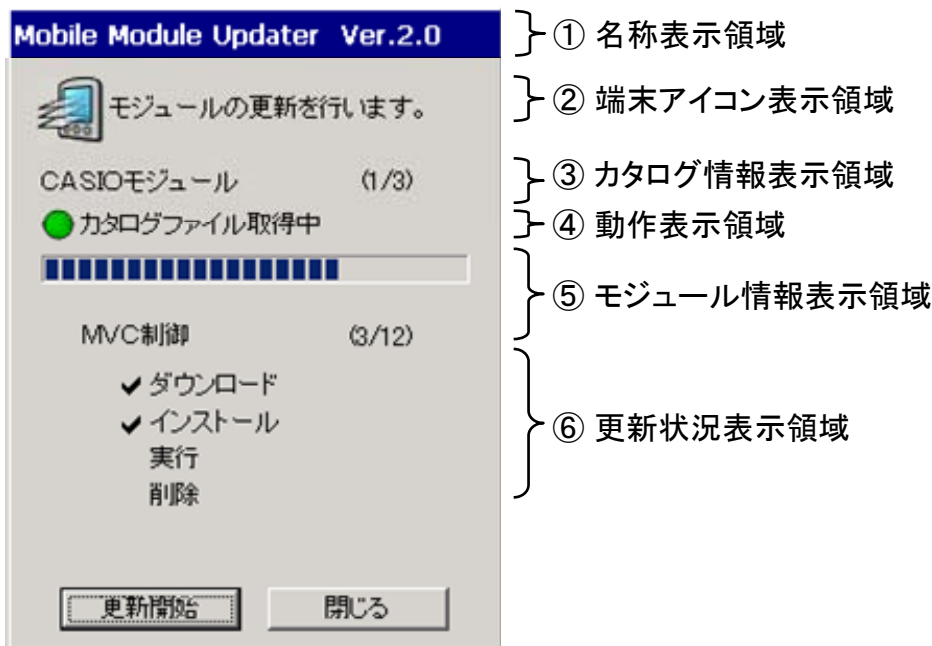 Mobile Module Updater Ver.2.0
① 名称表示領域
モジュールの更新を行います。
② 端末アイコン表示領域
CASIOモジュール (1/3)
③ カタログ情報表示領域
カタログファイル取得中
④ 動作表示領域
⑤ モジュール情報表示領域
MVC制御 (3/12)
ダウンロード
インストール
実行
削除
⑥ 更新状況表示領域
更新開始 閉じる